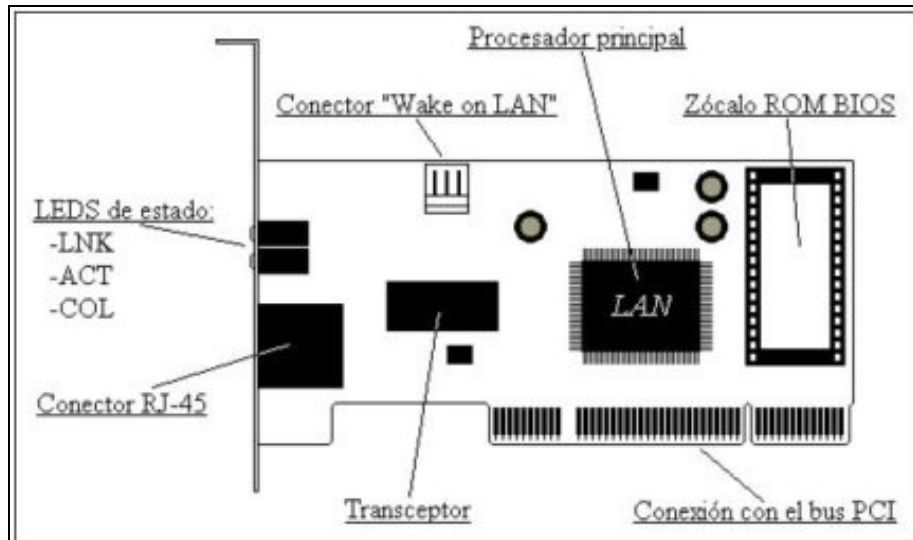 Procesador principal
Conector "Wake on LAN"
Zócalo ROM BIOS
LEDS de estado:
-LNK
-ACT
-COL
LAN
Conector RJ-45
Transceptor
Conexión con el bus PCI